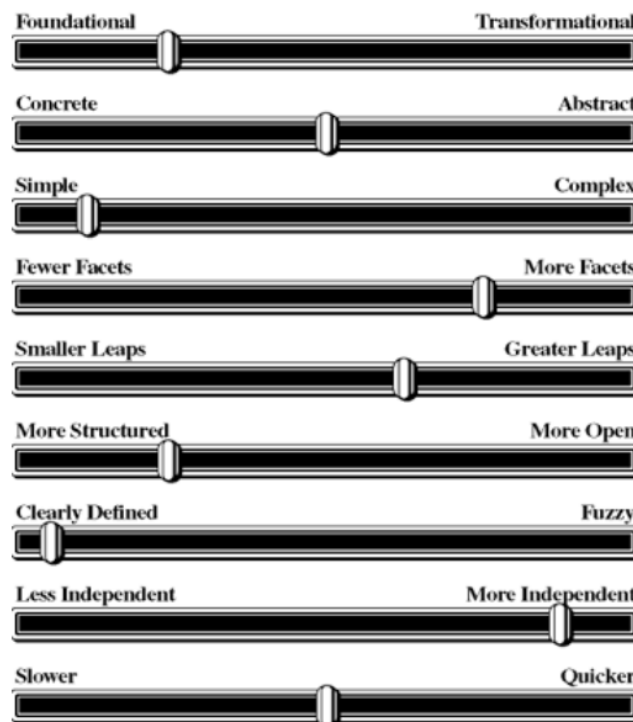 Foundational Transformational
Concrete Abstract
Simple Complex
Fewer Facets More Facets
Smaller Leaps Greater Leaps
More Structured More Open
Clearly Defined Fuzzy
Less Independent More Independent
Slower Quicker